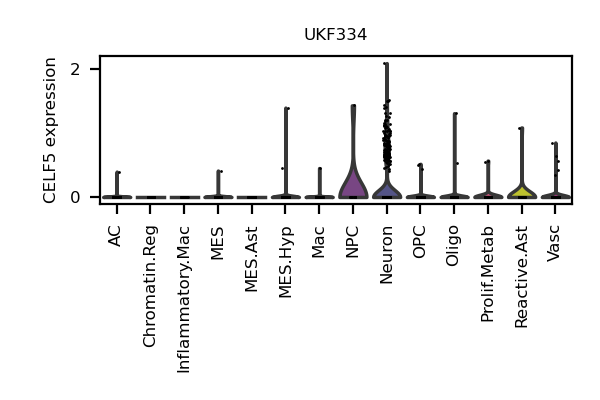 UKF334
CELF5 expression
2
0
AC
Chromatin.Reg
Inflammatory.Mac
MES
MES.Ast
MES.Hyp
Mac
NPC
Neuron
OPC
Oligo
Prolif.Metab
Reactive.Ast
Vasc